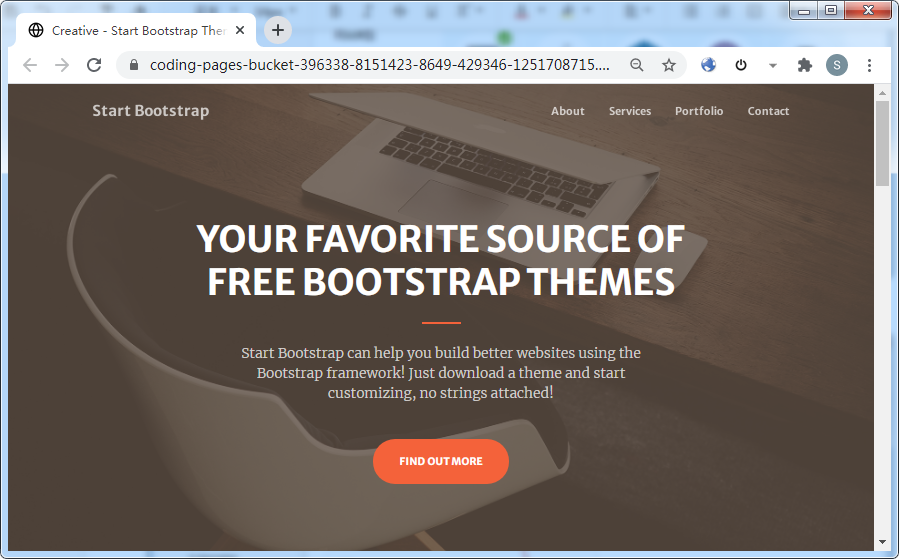 Creative - Start Bootstrap Ther
coding-pages-bucket-396338-8151423-8649-429346-1251708715....
S
Start Bootstrap
About Services Portfolio Contact
YOUR FAVORITE SOURCE OF
FREE BOOTSTRAP THEMES
Start Bootstrap can help you build better websites using the
Bootstrap framework! Just download a theme and start
customizing, no strings attached!
FIND OUT MORE